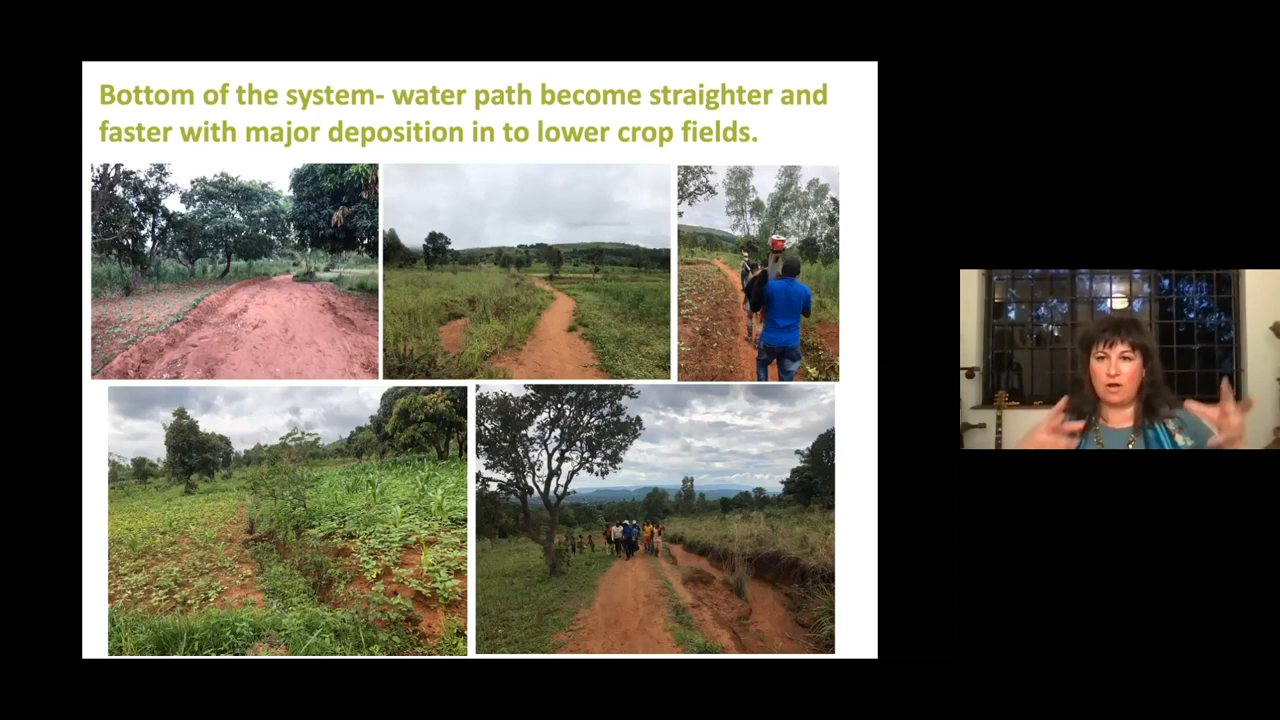 Bottom of the system- water path become straighter and
faster with major deposition in to lower crop fields.